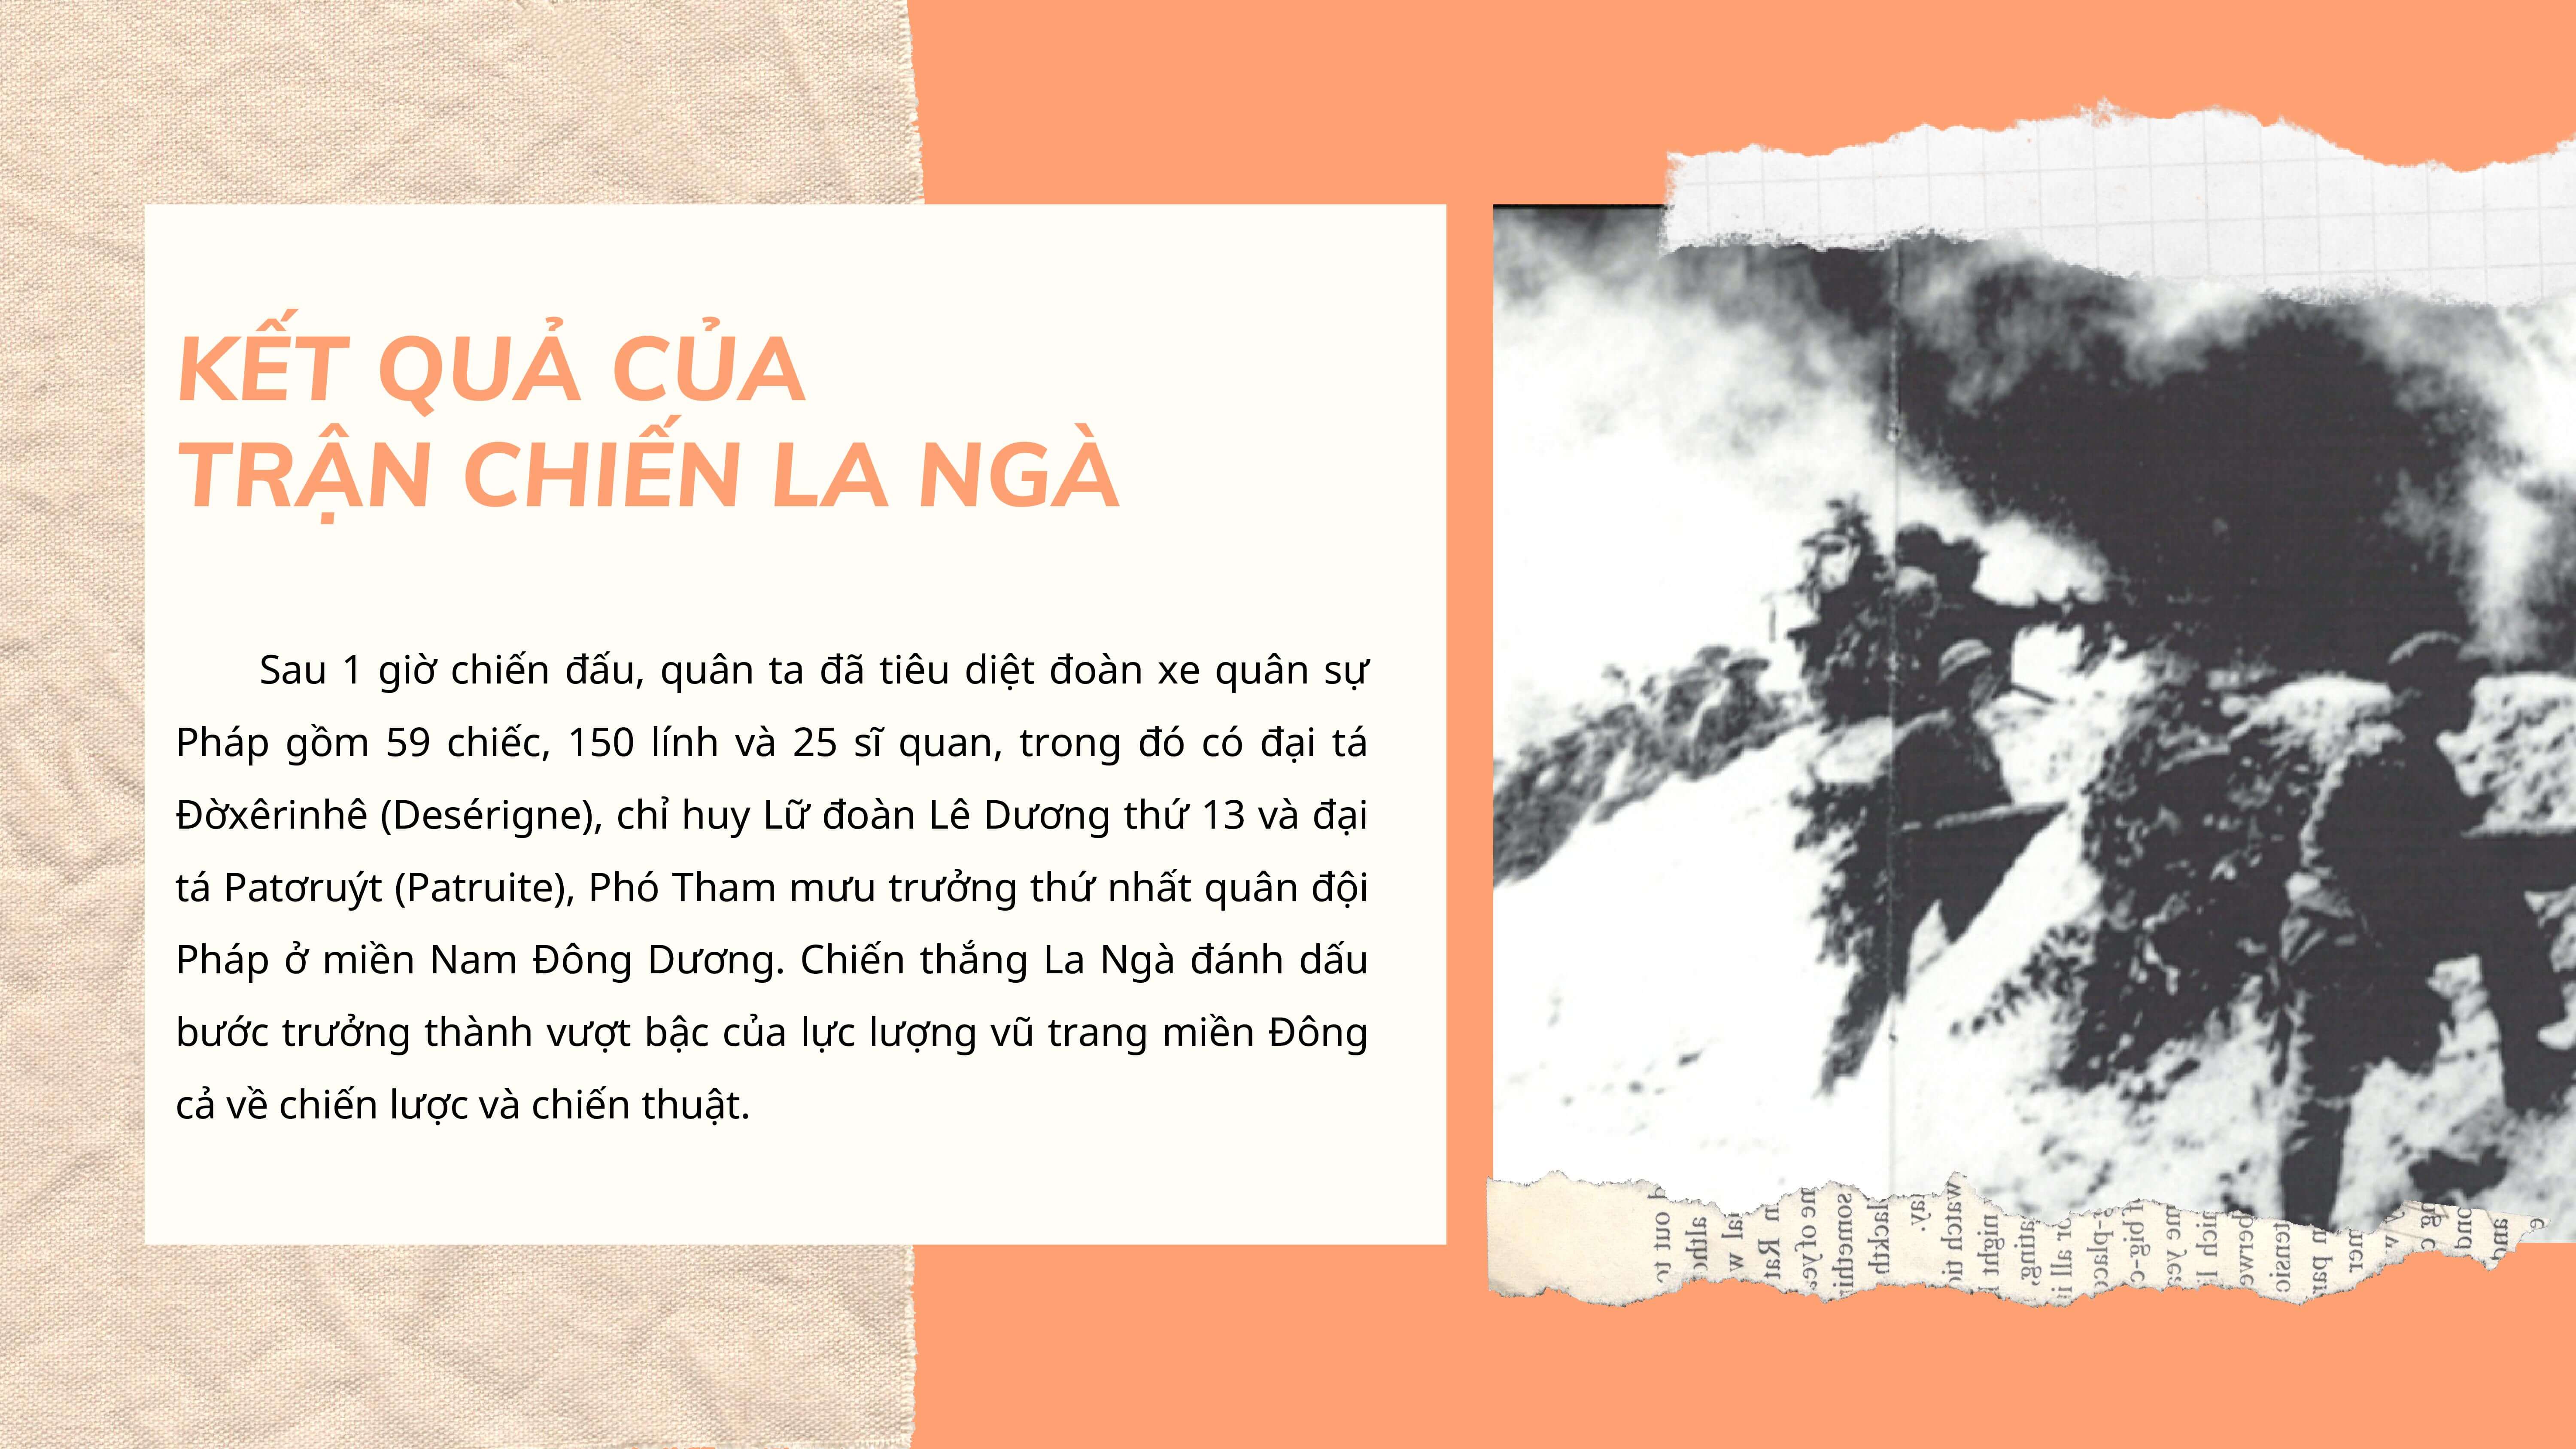 KẾT QUẢ CỦA
TRẬN CHIẾN LA NGÀ
Sau 1 giờ chiến đấu, quân ta đã tiêu diệt đoàn xe quân sự
Pháp gồm 59 chiếc, 150 lính và 25 sĩ quan, trong đó có đại tá
Đờxêrinhê (Desérigne), chỉ huy Lữ đoàn Lê Dương thứ 13 và đại
tá Patơruýt (Patruite), Phó Tham mưu trưởng thứ nhất quân đội
Pháp ở miền Nam Đông Dương. Chiến thắng La Ngà đánh dấu
bước trưởng thành vượt bậc của lực lượng vũ trang miền Đông
cả về chiến lược và chiến thuật.